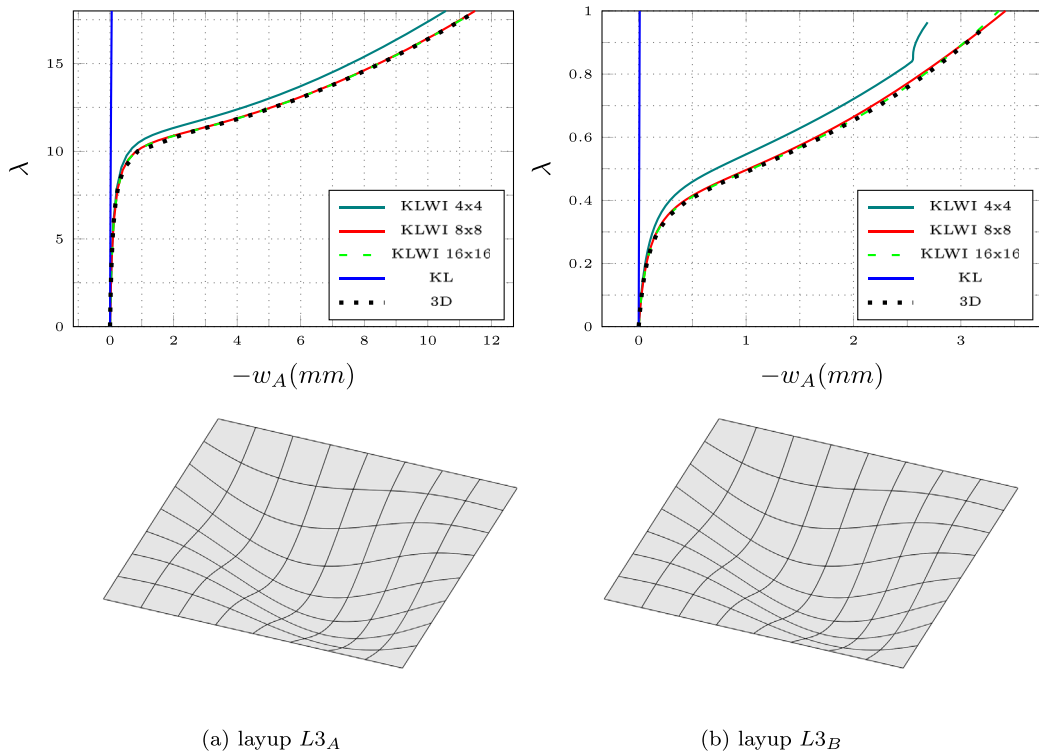 15
10
5
0
λ
0
2
4
6
8
10
12
−w_A(mm)
KLWI 4x4
KLWI 8x8
KLWI 16x16
KL
3D
1
0.8
0.6
0.4
0.2
0
λ
0
1
2
3
−w_A(mm)
KLWI 4x4
KLWI 8x8
KLWI 16x16
KL
3D
(a) layup L3_A
(b) layup L3_B